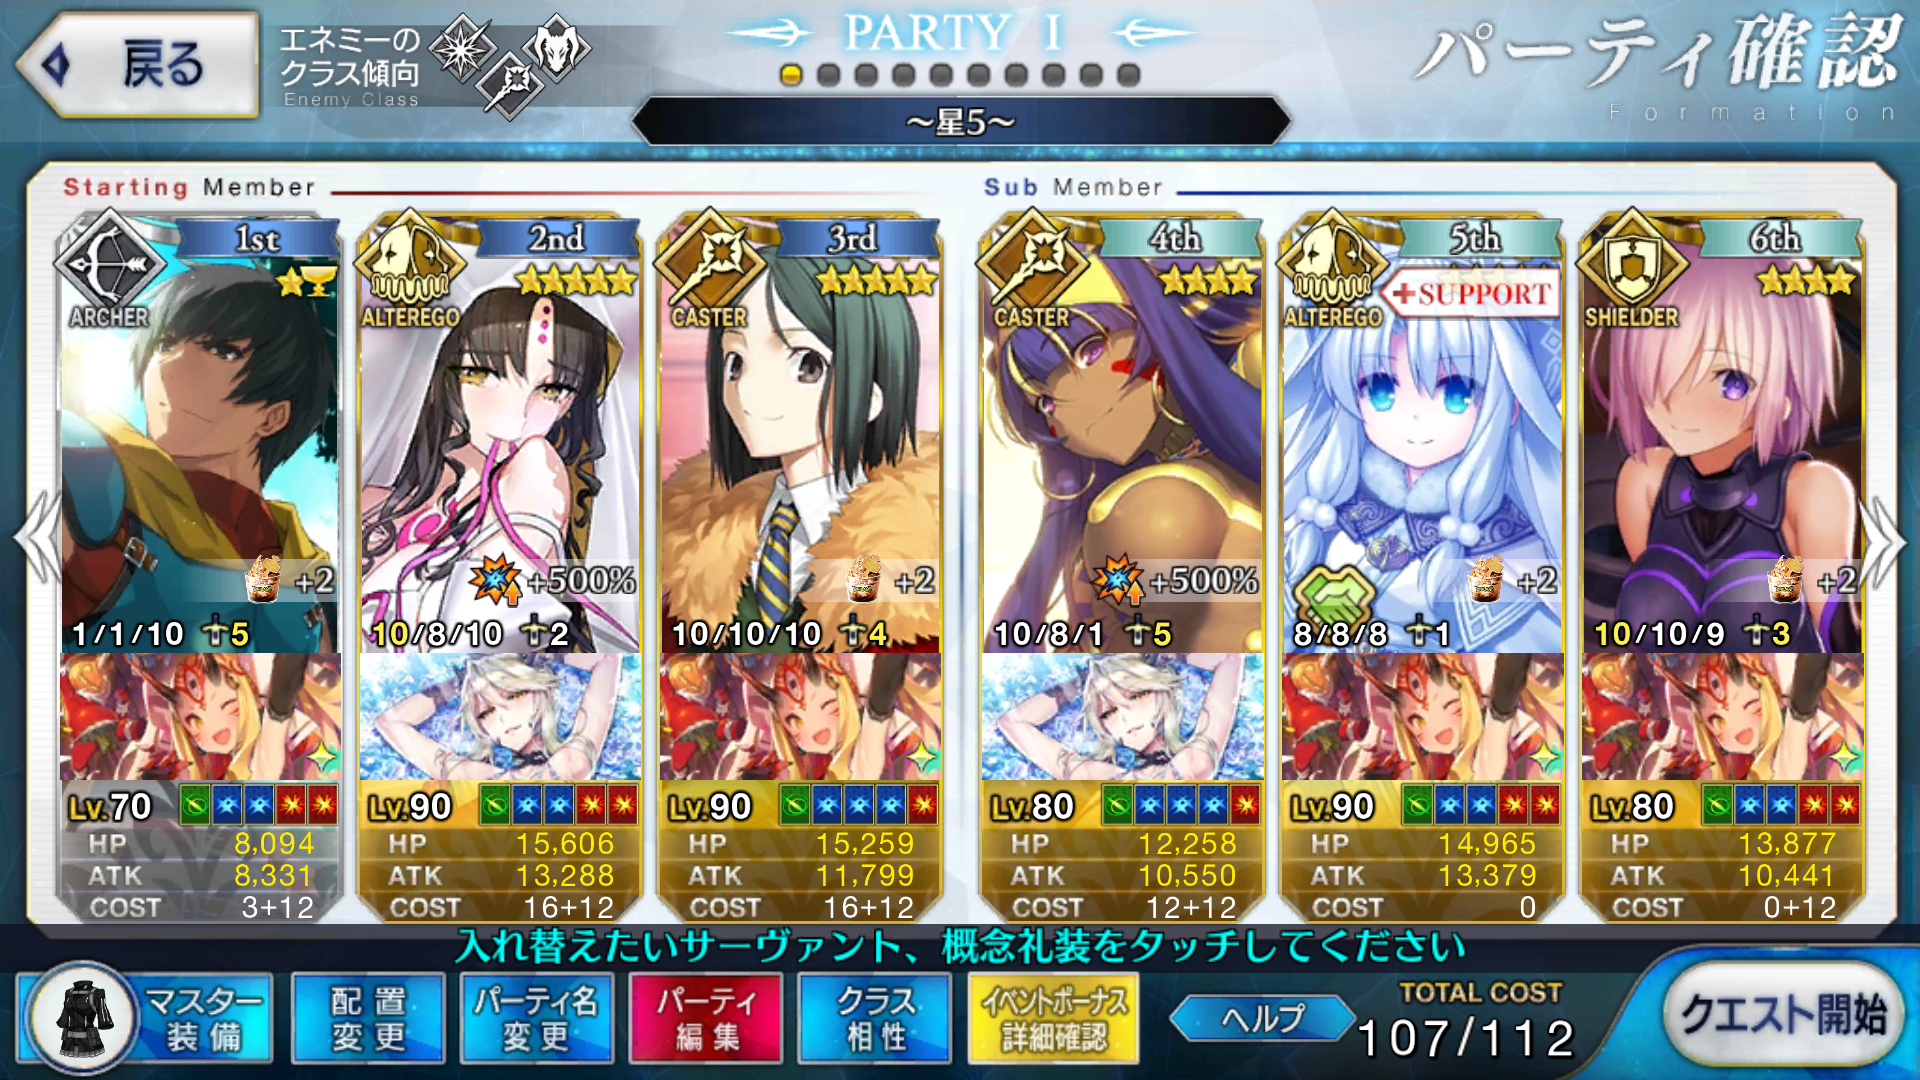 戻る
エネミーの
クラス傾向
Enemy Class
PARTY 1
～星5～
パーティ確認
Formation
Starting Member
Sub Member
1st
ARCHER
+2
1/1/10 5
Lv.70
HP 8,094
ATK 8,331
COST 3+12
2nd
ALTEREGO
+500%
10/8/10 2
Lv.90
HP 15,606
ATK 13,288
COST 16+12
3rd
CASTER
+2
10/10/10 4
Lv.90
HP 15,259
ATK 11,799
COST 16+12
4th
CASTER
+500%
10/8/1 5
Lv.80
HP 12,258
ATK 10,550
COST 12+12
5th
+SUPPORT
ALTEREGO
+2
8/8/8 1
Lv.90
HP 14,965
ATK 13,379
COST 0
6th
SHIELDER
+2
10/10/9 3
Lv.80
HP 13,877
ATK 10,441
COST 0+12
入れ替えたいサーヴァント、概念礼装をタッチしてください
マスター
装備
配置
変更
パーティ名
変更
パーティ
編集
クラス
相性
イベントボーナス
詳細確認
ヘルプ
TOTAL COST
107/112
クエスト開始